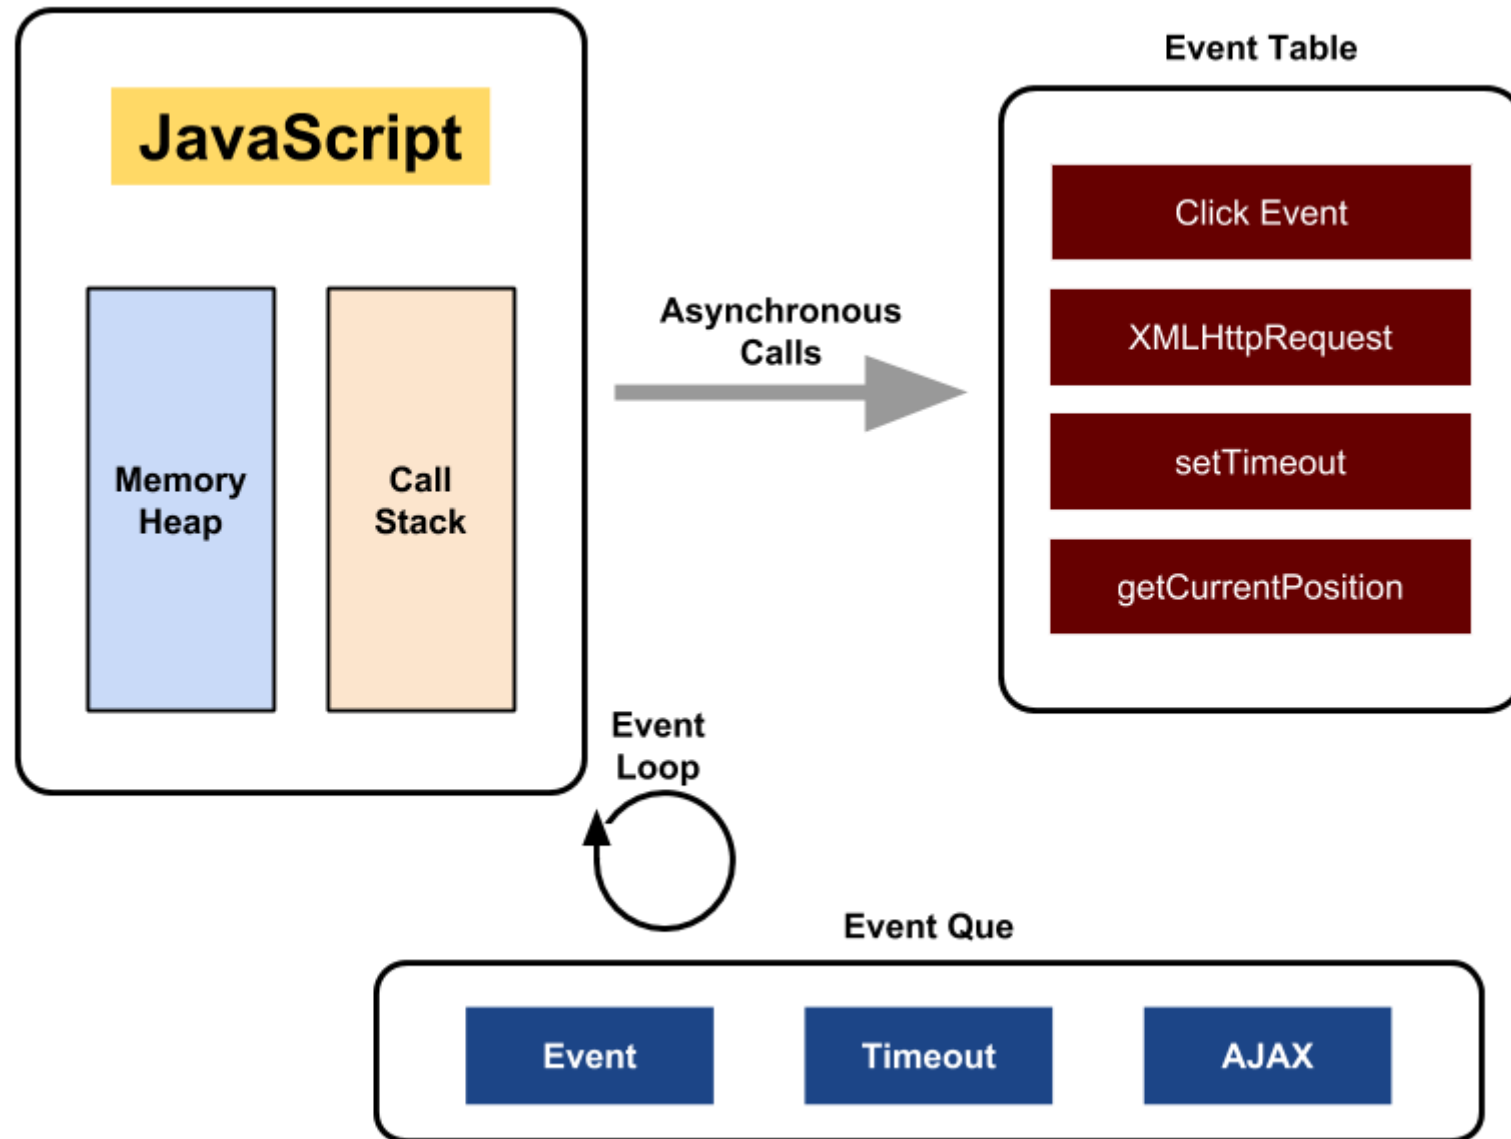 JavaScript
Memory
Heap
Call
Stack
Asynchronous
Calls
Event Table
Click Event
XMLHttpRequest
setTimeout
getCurrentPosition
Event
Loop
Event Que
Event
Timeout
AJAX